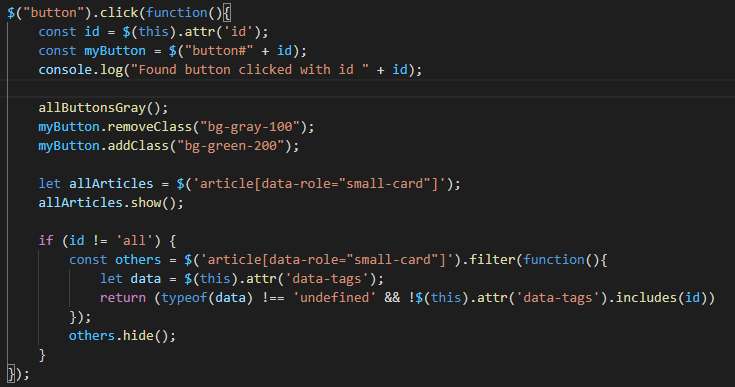 $("button").click(function(){
    const id = $(this).attr('id');
    const myButton = $("button#" + id);
    console.log("Found button clicked with id " + id);

    allButtonsGray();
    myButton.removeClass("bg-gray-100");
    myButton.addClass("bg-green-200");

    let allArticles = $('article[data-role="small-card"]');
    allArticles.show();

    if (id != 'all') {
        const others = $('article[data-role="small-card"]').filter(function(){
            let data = $(this).attr('data-tags');
            return (typeof(data) !== 'undefined' && !$(this).attr('data-tags').includes(id))
        });
        others.hide();
    }
});